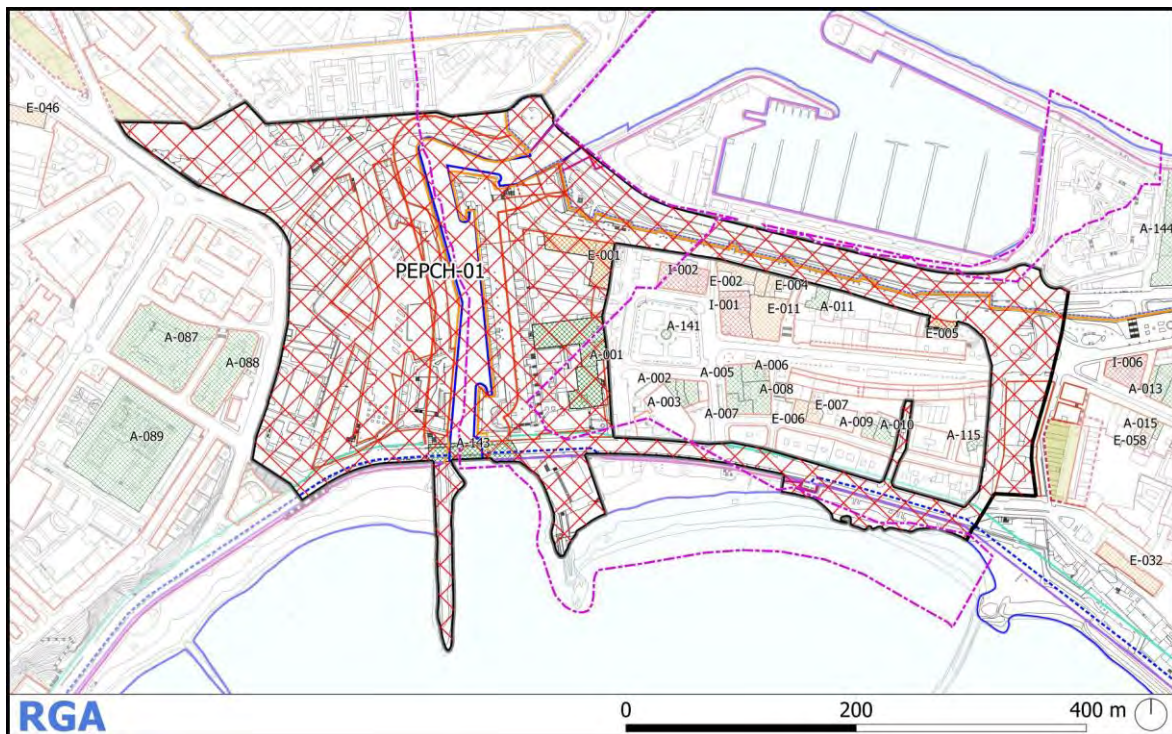 E-046
PEPCH-01
E-001
I-002
E-002
E-004
I-001
E-011
A-011
A-141
E-005
A-144
A-087
A-088
A-001
A-002
A-003
A-005
A-006
A-008
A-007
E-006
E-007
A-009
A-010
A-115
I-006
A-013
A-015
E-058
A-089
A-143
E-032
RGA
0 200 400 m